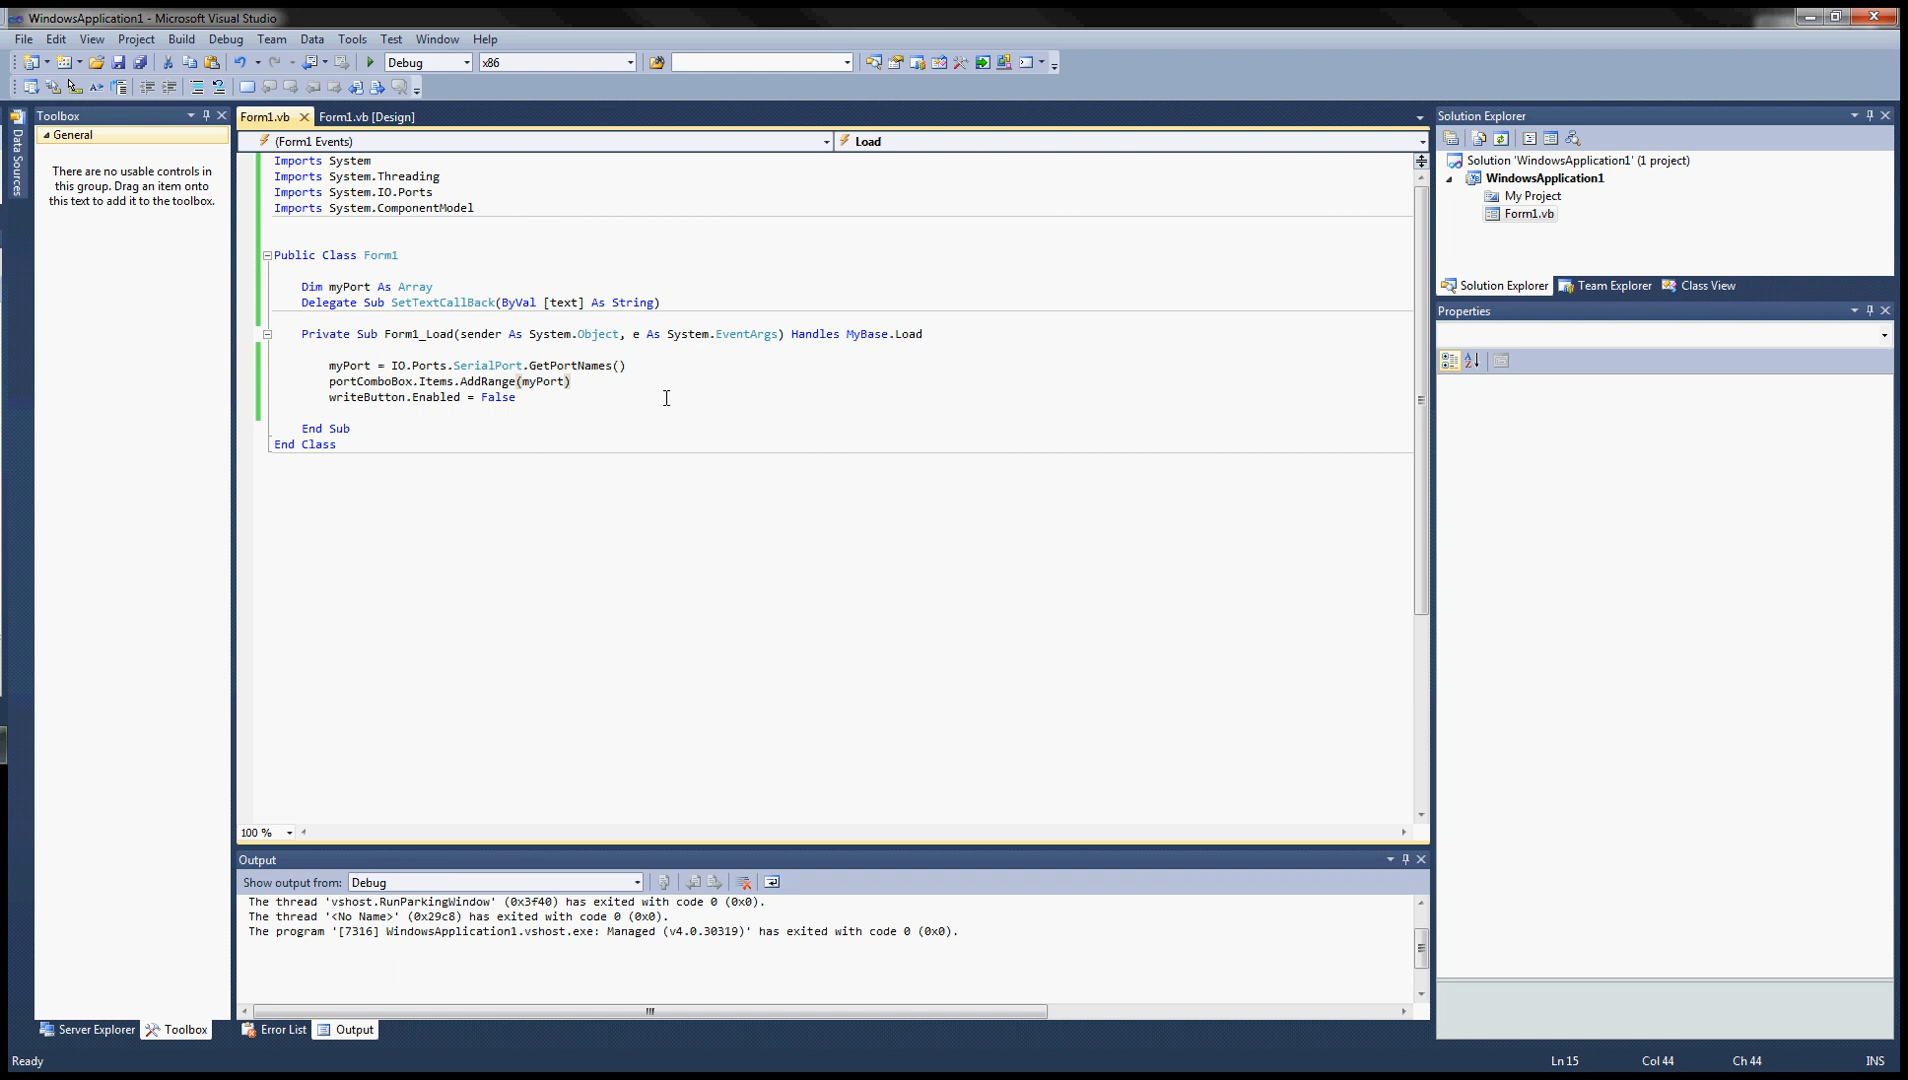 WindowsApplication1 - Microsoft Visual Studio
File Edit View Project Build Debug Team Data Tools Test Window Help
Debug x86
Toolbox
General
There are no usable controls in
this group. Drag an item onto
this text to add it to the toolbox.
Data Sources
Form1.vb Form1.vb [Design]
(Form1 Events) Load
Imports System
Imports System.Threading
Imports System.IO.Ports
Imports System.ComponentModel
Public Class Form1
Dim myPort As Array
Delegate Sub SetTextCallBack(ByVal [text] As String)
Private Sub Form1_Load(sender As System.Object, e As System.EventArgs) Handles MyBase.Load
myPort = IO.Ports.SerialPort.GetPortNames()
portComboBox.Items.AddRange(myPort)
writeButton.Enabled = False
End Sub
End Class
100 %
Solution Explorer
Solution 'WindowsApplication1' (1 project)
WindowsApplication1
My Project
Form1.vb
Solution Explorer Team Explorer Class View
Properties
Output
Show output from: Debug
The thread 'vshost.RunParkingWindow' (0x3f40) has exited with code 0 (0x0).
The thread '<No Name>' (0x29c8) has exited with code 0 (0x0).
The program '[7316] WindowsApplication1.vshost.exe: Managed (v4.0.30319)' has exited with code 0 (0x0).
Server Explorer Toolbox Error List Output
Ready Ln 15 Col 44 Ch 44 INS